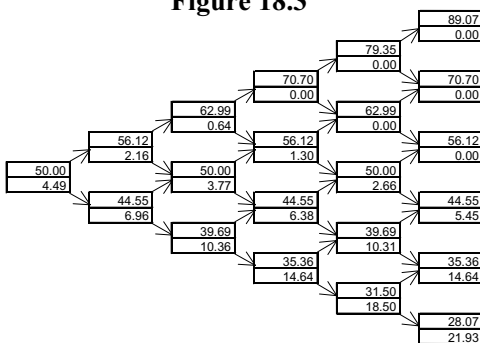 Figure 18.3
89.07
0.00
79.35
0.00
70.70 70.70
0.00 0.00
62.99 62.99
0.64 0.00
56.12 56.12 56.12
2.16 1.30 0.00
50.00 50.00 50.00
4.49 3.77 2.66
44.55 44.55 44.55
6.96 6.38 5.45
39.69 39.69
10.36 10.31
35.36 35.36
14.64 14.64
31.50
18.50
28.07
21.93